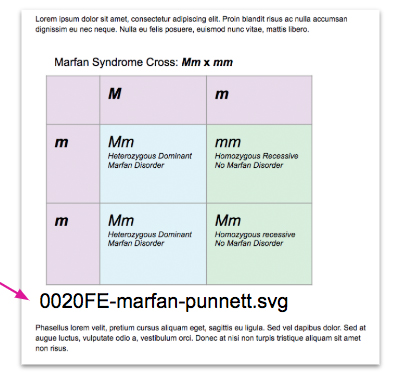 Lorem ipsum dolor sit amet, consectetur adipiscing elit. Proin blandit risus ac nulla accumsan
dignissim eu nec neque. Nulla eu felis posuere, euismod nunc vitae, mattis libero.
Marfan Syndrome Cross: Mm x mm
M
m
m
Mm
Heterozygous Dominant
Marfan Disorder
mm
Homozygous Recessive
No Marfan Disorder
m
Mm
Heterozygous Dominant
Marfan Disorder
Mm
Homozygous recessive
No Marfan Disorder
0020FE-marfan-punnett.svg
Phasellus lorem velit, pretium cursus aliquam eget, sagittis eu ligula. Sed vel dapibus dolor. Sed at
augue luctus, vulputate odio a, vestibulum orci. Donec at nisi non turpis tristique aliquam sit amet
non risus.